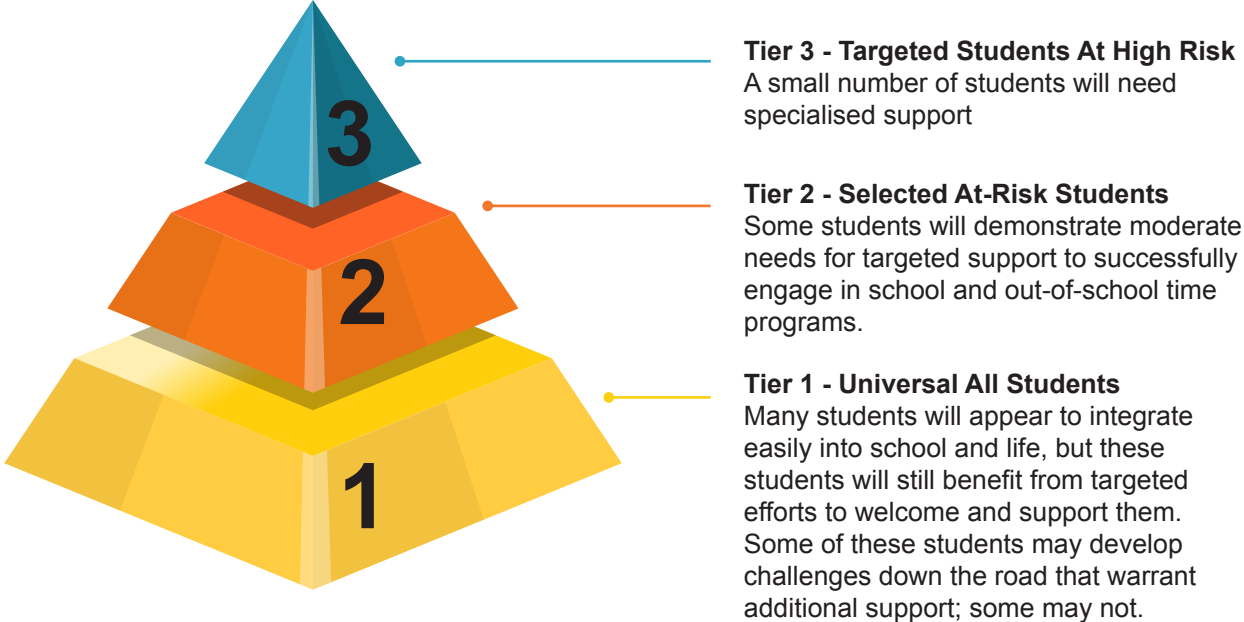 3
2
1
Tier 3 - Targeted Students At High Risk
A small number of students will need
specialised support
Tier 2 - Selected At-Risk Students
Some students will demonstrate moderate
needs for targeted support to successfully
engage in school and out-of-school time
programs.
Tier 1 - Universal All Students
Many students will appear to integrate
easily into school and life, but these
students will still benefit from targeted
efforts to welcome and support them.
Some of these students may develop
challenges down the road that warrant
additional support; some may not.